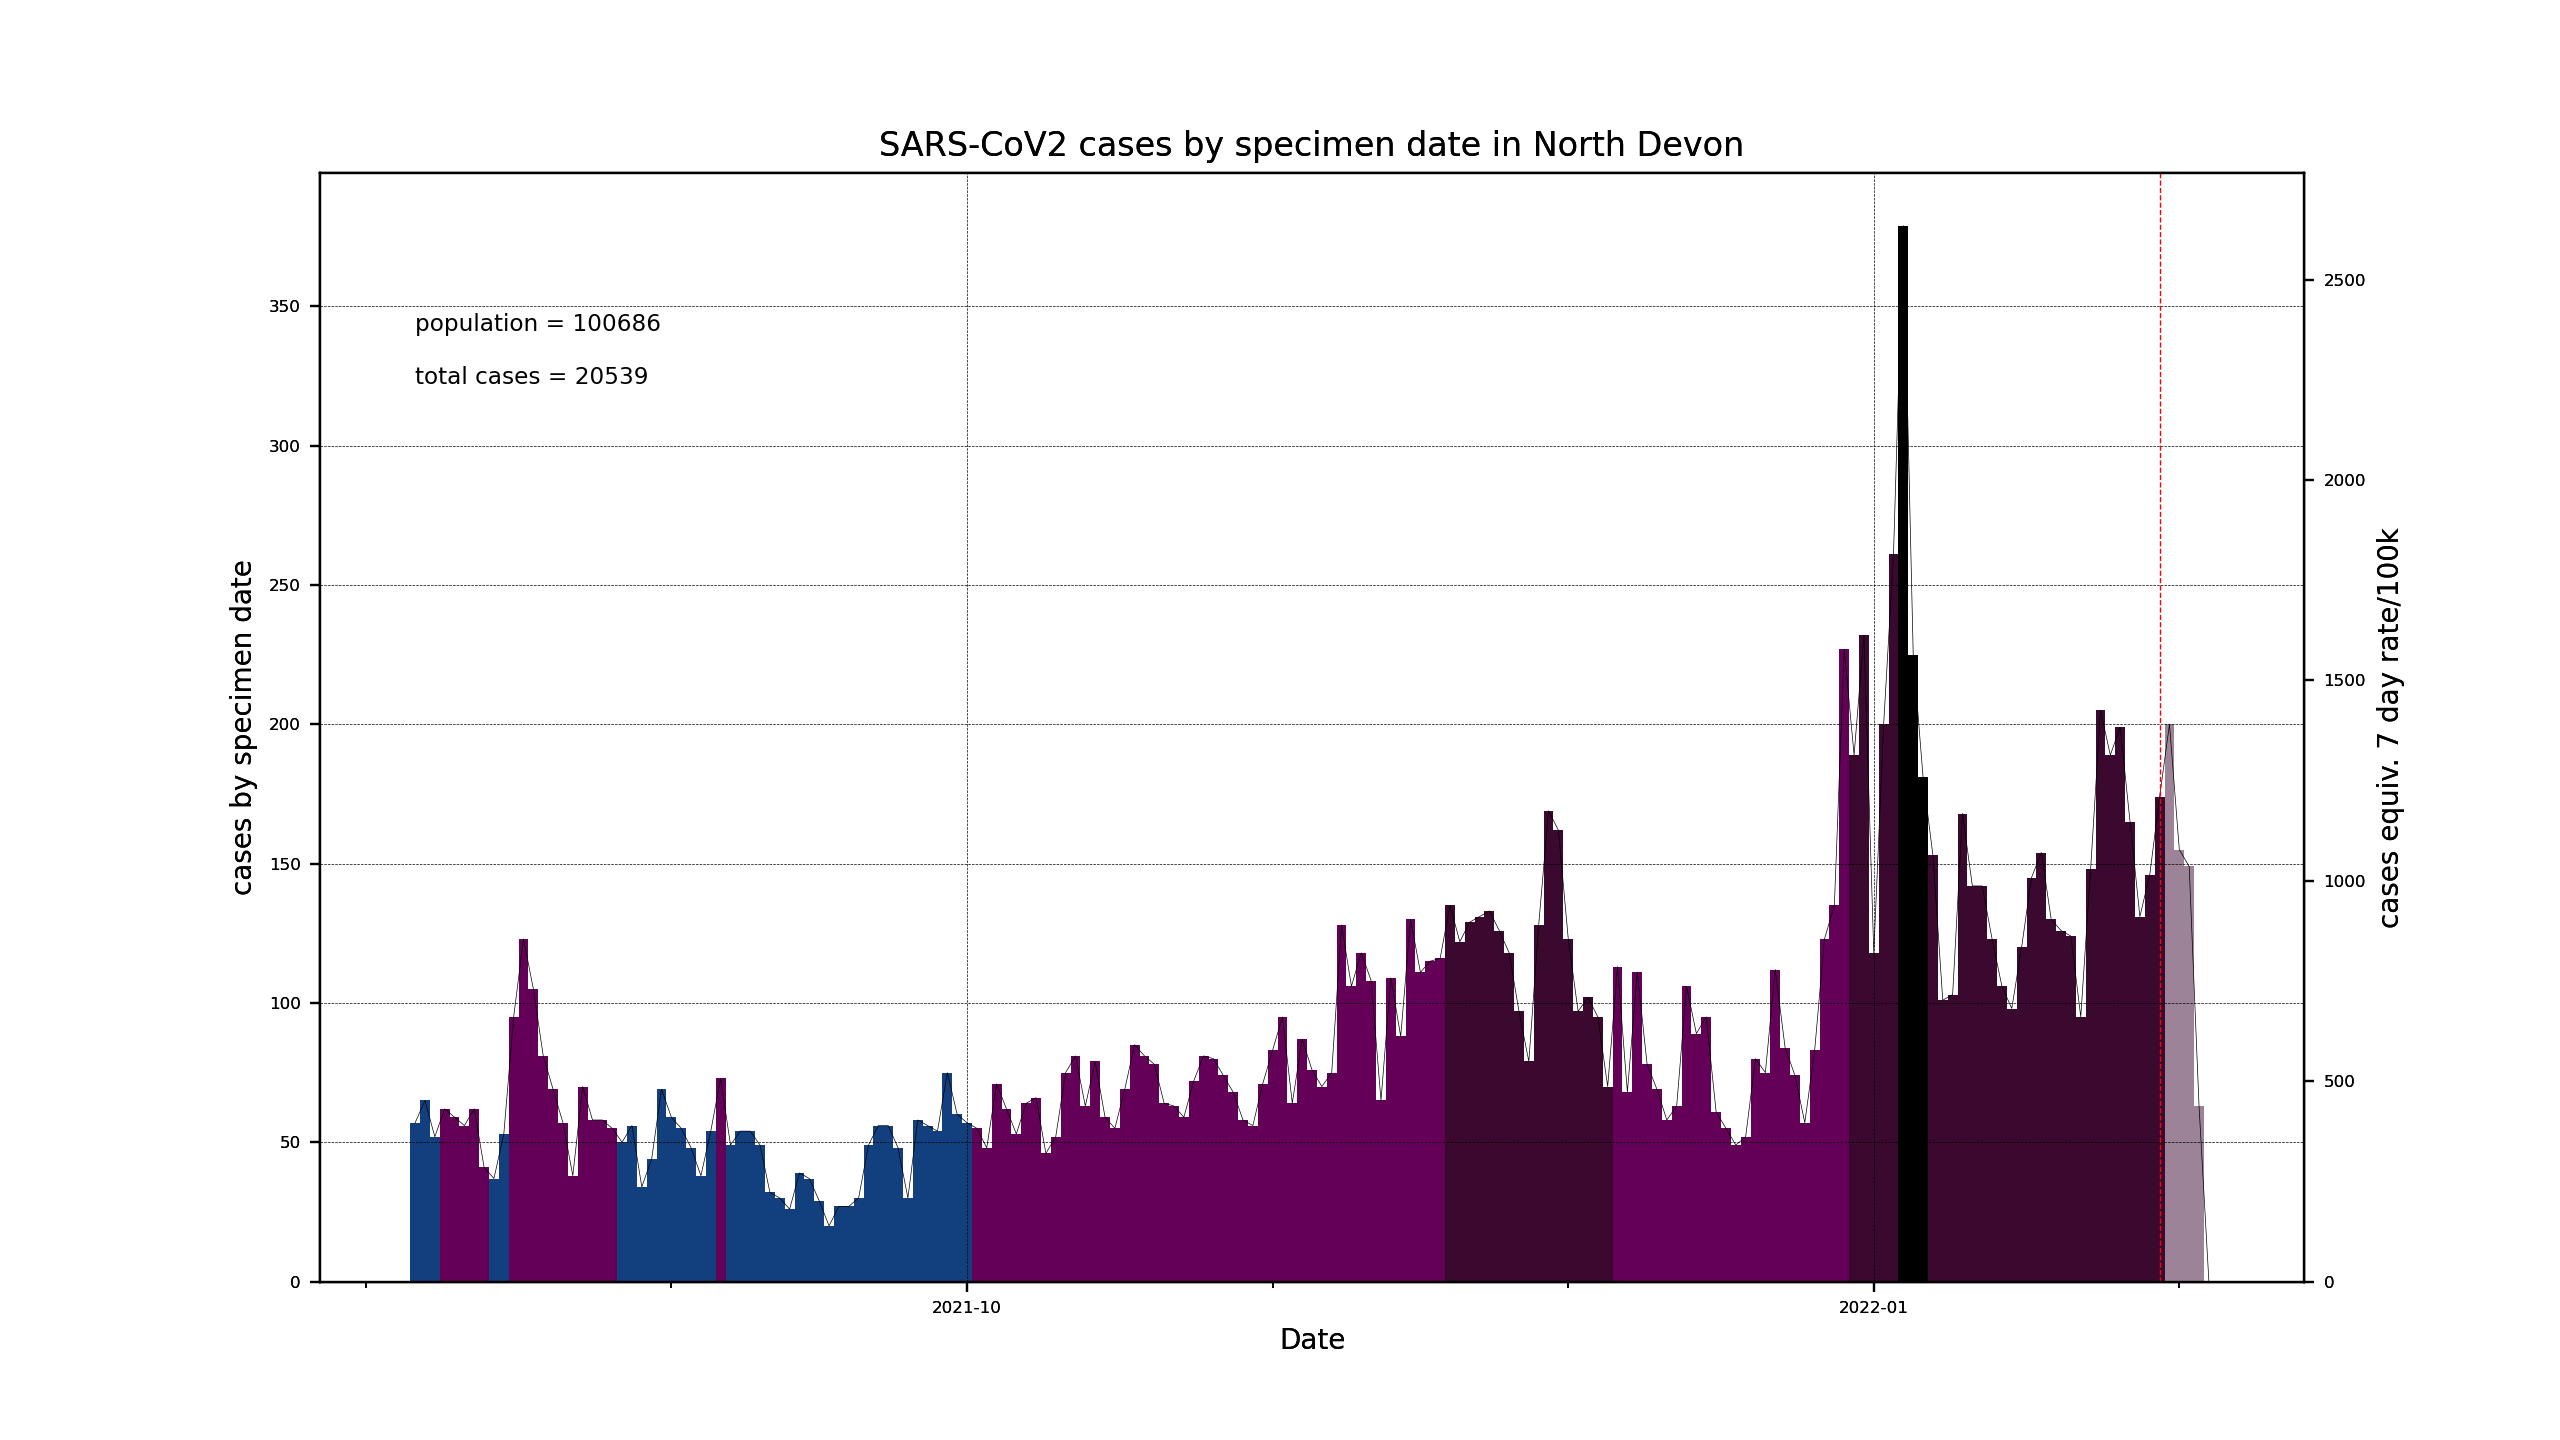 SARS-CoV2 cases by specimen date in North Devon
population = 100686
total cases = 20539
cases by specimen date
350
300
250
200
150
100
50
0
2500
2000
1500
1000
500
0
cases equiv. 7 day rate/100k
2021-10
2022-01
Date